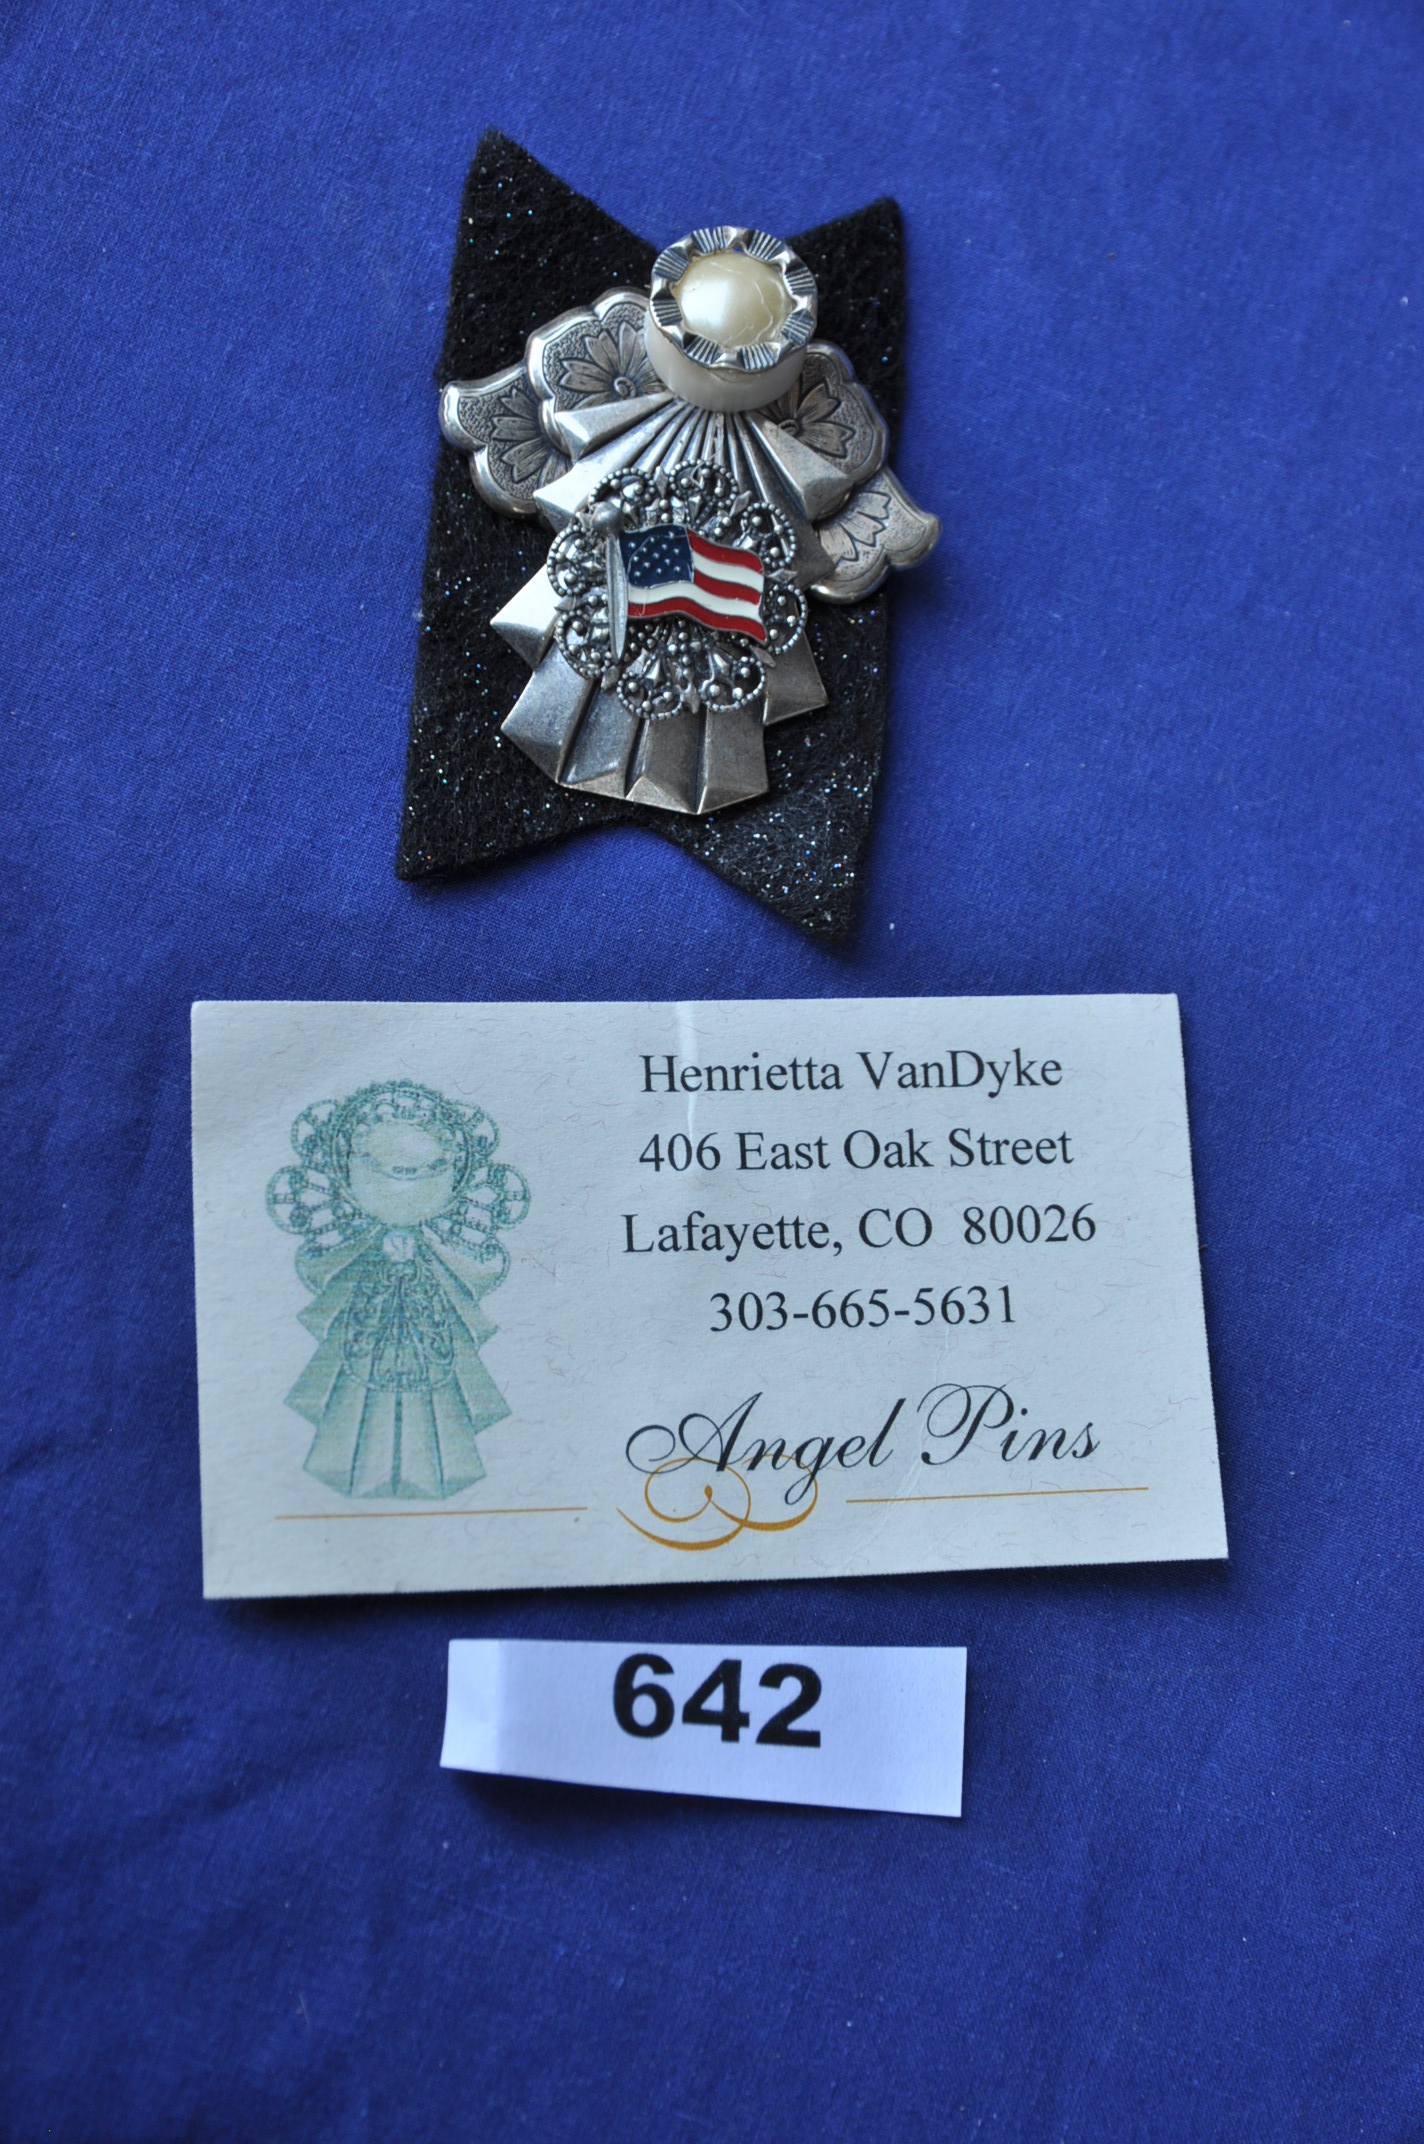 Henrietta VanDyke
406 East Oak Street
Lafayette, CO 80026
303-665-5631
Angel Pins
642